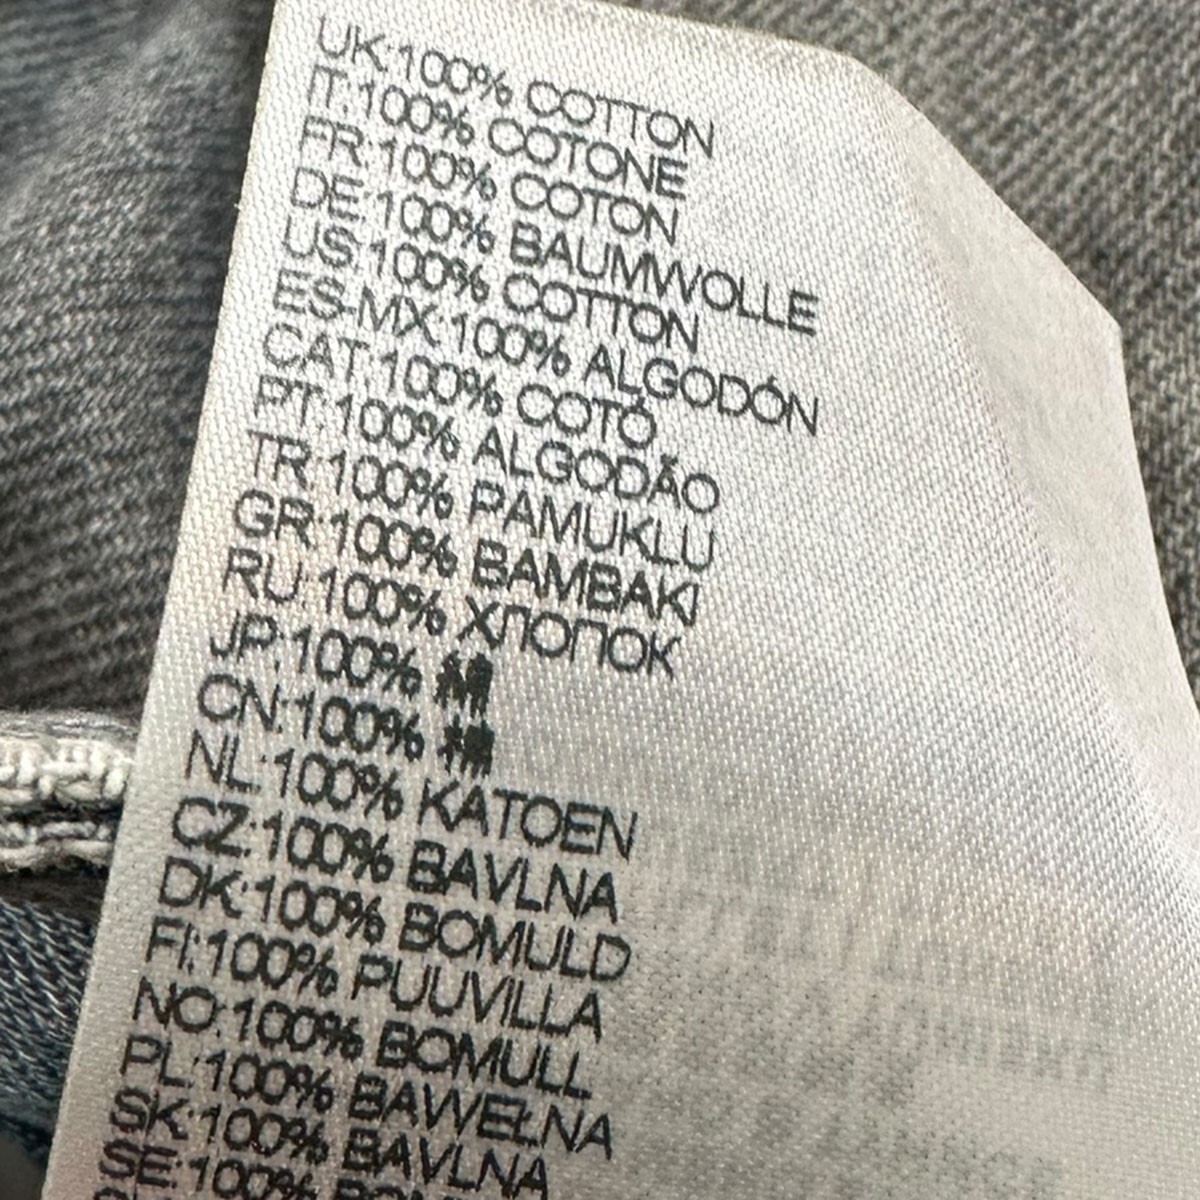 UK:100% COTTON
IT:100% COTONE
FR:100% COTON
DE:100% BAUMWOLLE
US:100% COTTON
ES-MX:100% ALGODÓN
CAT:100% COTÓ
PT:100% ALGODÃO
TR:100% PAMUKLU
GR:100% BAMBAKI
RU:100% ХЛОПОК
JP:100%
CN:100%
NL:100% KATOEN
CZ:100% BAVLNA
DK:100% BOMULD
FI:100% PUUVILLA
NO:100% BOMULL
PL:100% BAWEŁNA
SK:100% BAVLNA
SE:100%